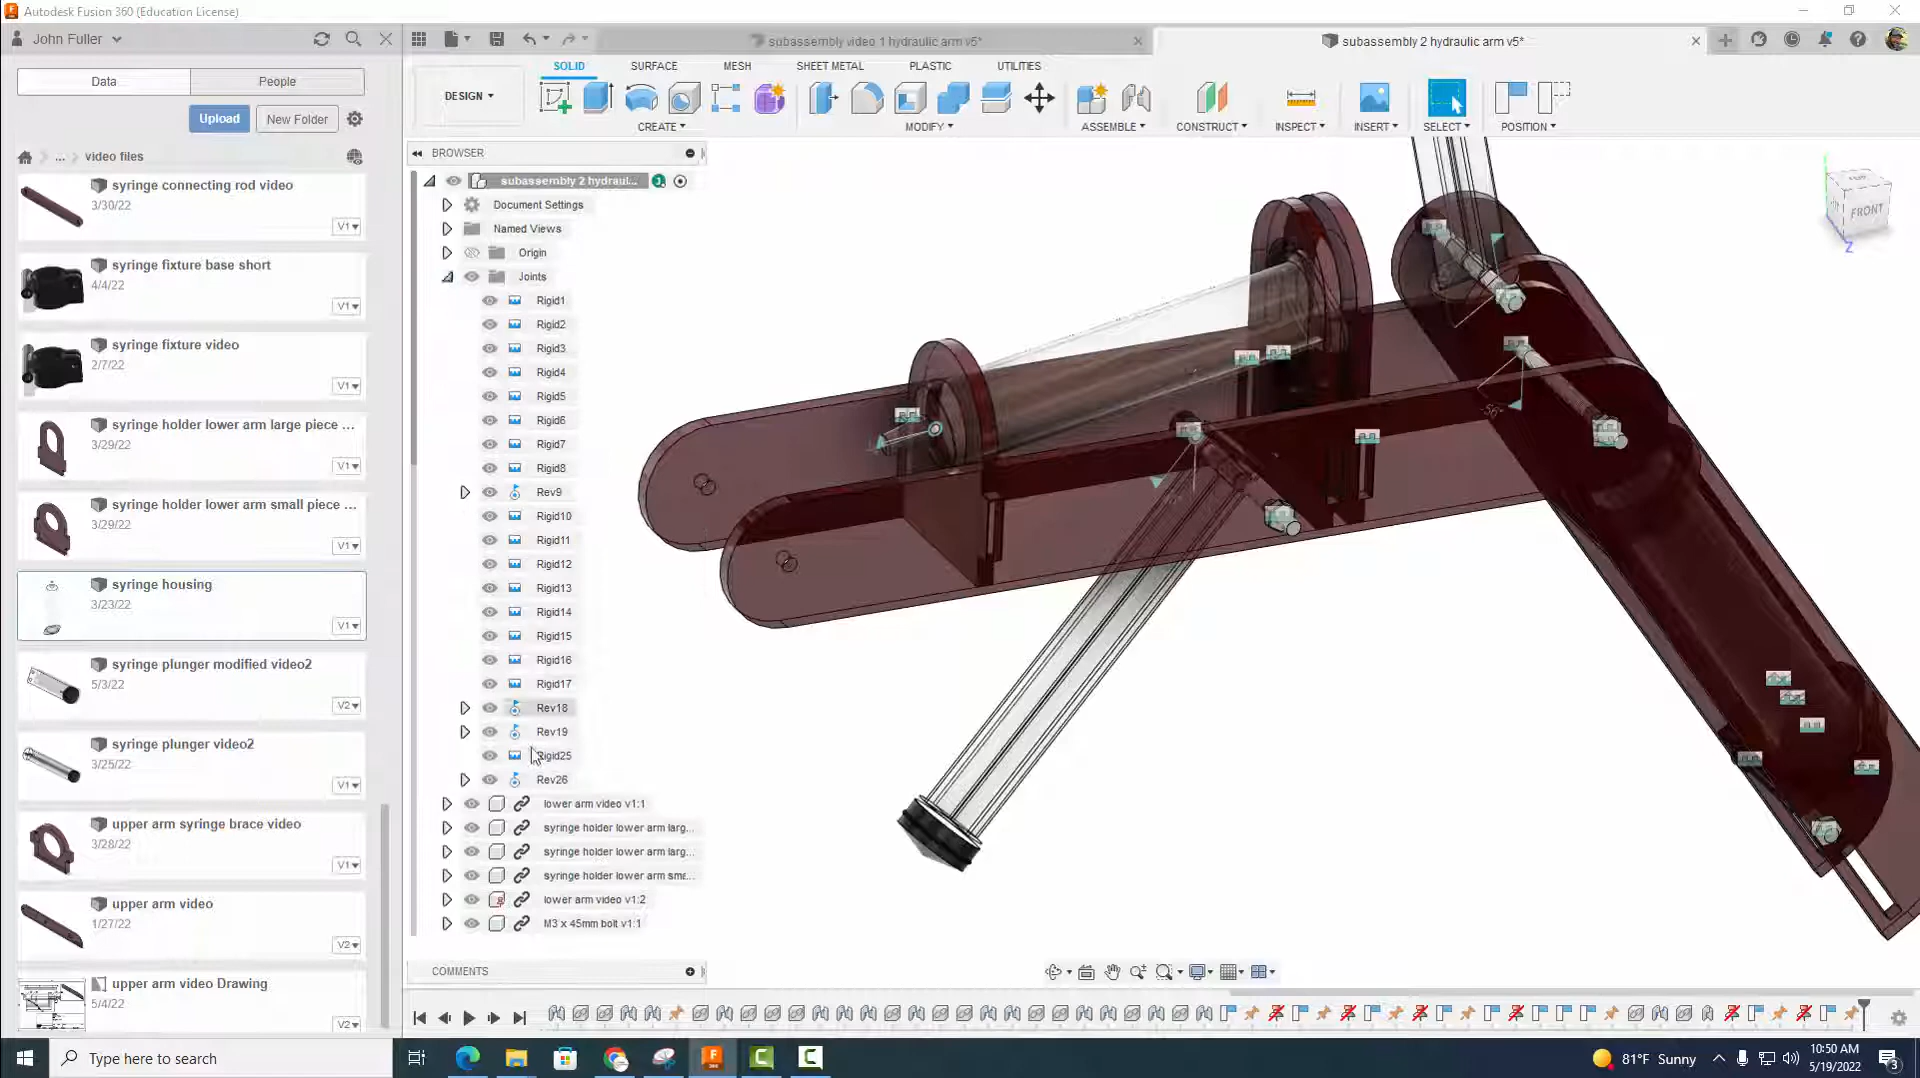 Autodesk Fusion 360 (Education License)
John Fuller
subassembly video 1 hydraulic arm v5*
subassembly 2 hydraulic arm v5*
Data
People
Upload
New Folder
... video files
syringe connecting rod video
3/30/22
V1
syringe fixture base short
4/4/22
V1
syringe fixture video
2/7/22
V1
syringe holder lower arm large piece ...
3/29/22
V1
syringe holder lower arm small piece ...
3/29/22
V1
syringe housing
3/23/22
V1
syringe plunger modified video2
5/3/22
V2
syringe plunger video2
3/25/22
V1
upper arm syringe brace video
3/28/22
V1
upper arm video
1/27/22
V2
upper arm video Drawing
5/4/22
V2
DESIGN
SOLID
SURFACE
MESH
SHEET METAL
PLASTIC
UTILITIES
CREATE
MODIFY
ASSEMBLE
CONSTRUCT
INSPECT
INSERT
SELECT
POSITION
BROWSER
subassembly 2 hydraul...
Document Settings
Named Views
Origin
Joints
Rigid1
Rigid2
Rigid3
Rigid4
Rigid5
Rigid6
Rigid7
Rigid8
Rev9
Rigid10
Rigid11
Rigid12
Rigid13
Rigid14
Rigid15
Rigid16
Rigid17
Rev18
Rev19
Rigid25
Rev26
lower arm video v1:1
syringe holder lower arm larg...
syringe holder lower arm larg...
syringe holder lower arm sma...
lower arm video v1:2
M3 x 45mm bolt v1:1
COMMENTS
FRONT
Z
Type here to search
81°F Sunny
10:50 AM
5/19/2022
3